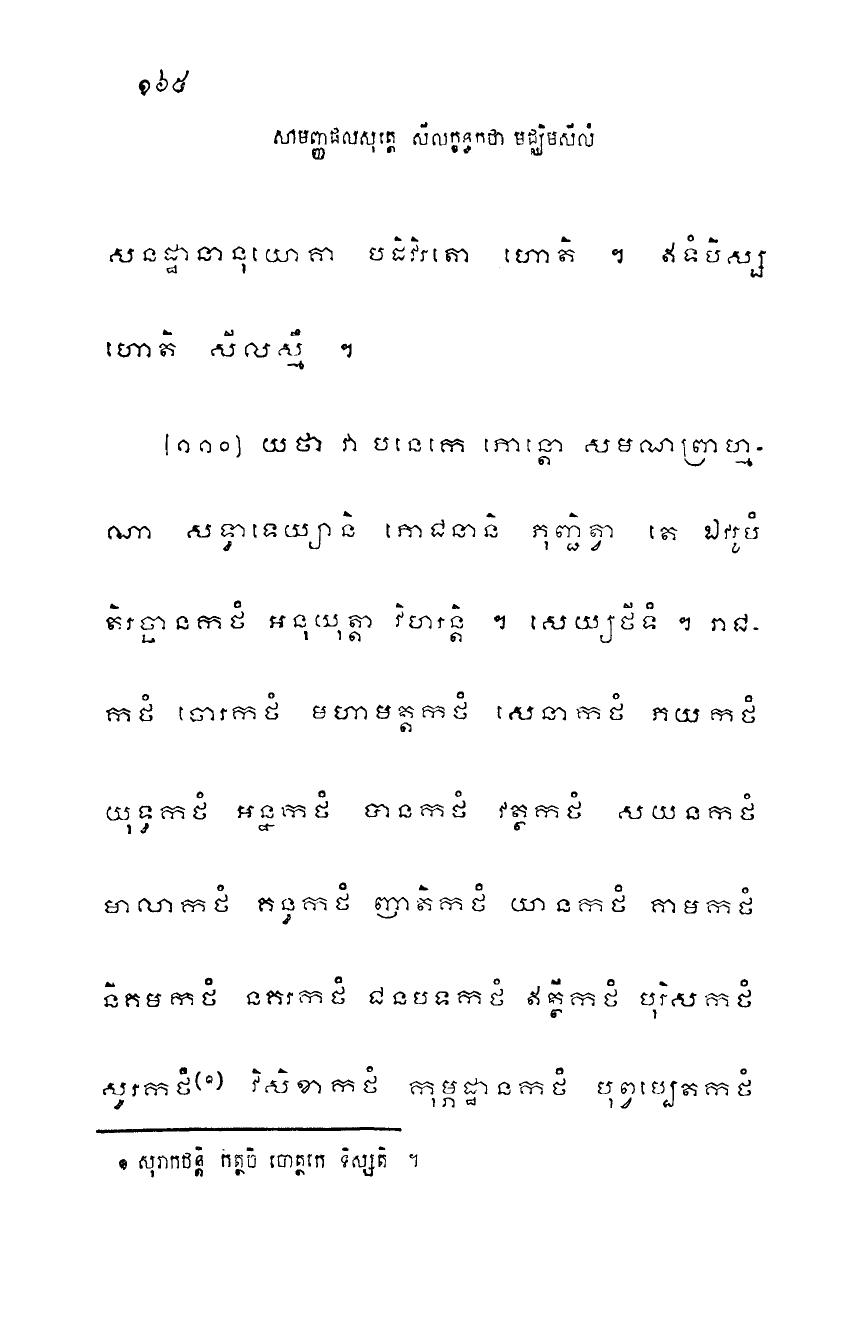 ១៦៥
សាមញ្ញផលសុត្តេ សីលក្ខន្ធកថា មជ្ឈិមសីលំ
សនដ្ឋានានុយោគា បដិវិរតោ ហោតិ ។ ឥទំបិស្ស
ហោតិ សីលស្មឹ ។
(១១០) យថា វា បនេកេ ភោន្តោ សមណព្រាហ្ម-
ណា សទ្ធាទេយ្យានិ ភោជនានិ ភុញ្ជិត្វា តេ ឯវរូបំ
តិរច្ឆានកថំ អនុយុត្តា វិហរន្តិ ។ សេយ្យថីទំ ។ រាជ-
កថំ ចោរកថំ មហាមត្តកថំ សេនាកថំ ភយកថំ
យុទ្ធកថំ អន្នកថំ បានកថំ វត្ថកថំ សយនកថំ
មាលាកថំ គន្ធកថំ ញាតិកថំ យានកថំ គាមកថំ
និគមកថំ នគរកថំ ជនបទកថំ ឥត្ថីកថំ បុរិសកថំ
សូរកថំ(១) វិសិខាកថំ កុម្ភដ្ឋានកថំ បុព្វប្បេតកថំ
១ សុរាកថន្តិ កត្ថចិ បោត្ថកេ ទិស្សតិ ។